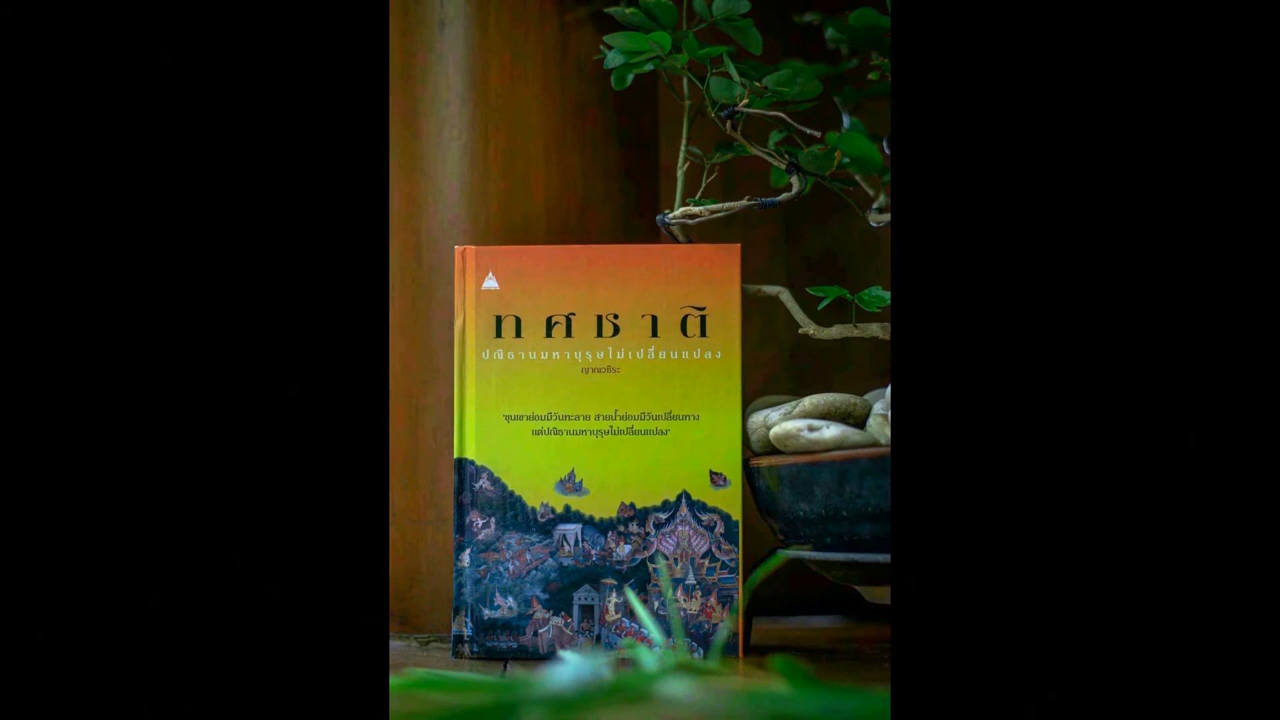 ทศชาติ
ปณิธานมหาบุรุษไม่เปลี่ยนแปลง
ญาณวชิระ
"ขุนเขาย่อมมีวันทะลาย สายน้ำย่อมมีวันเปลี่ยนทาง
แต่ปณิธานมหาบุรุษไม่เปลี่ยนแปลง"